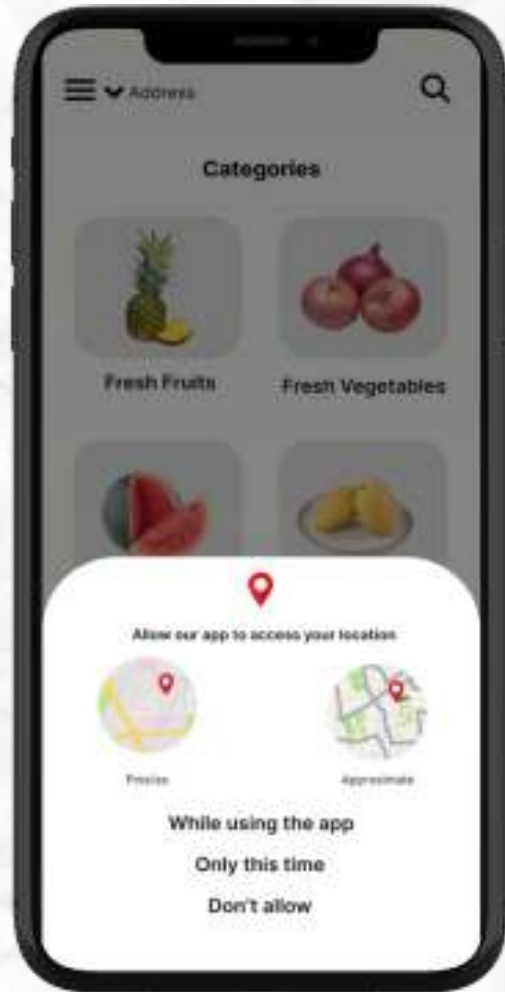 Address
Categories
Fresh Fruits
Fresh Vegetables
Allow our app to access your location
Precise
Approximate
While using the app
Only this time
Don't allow